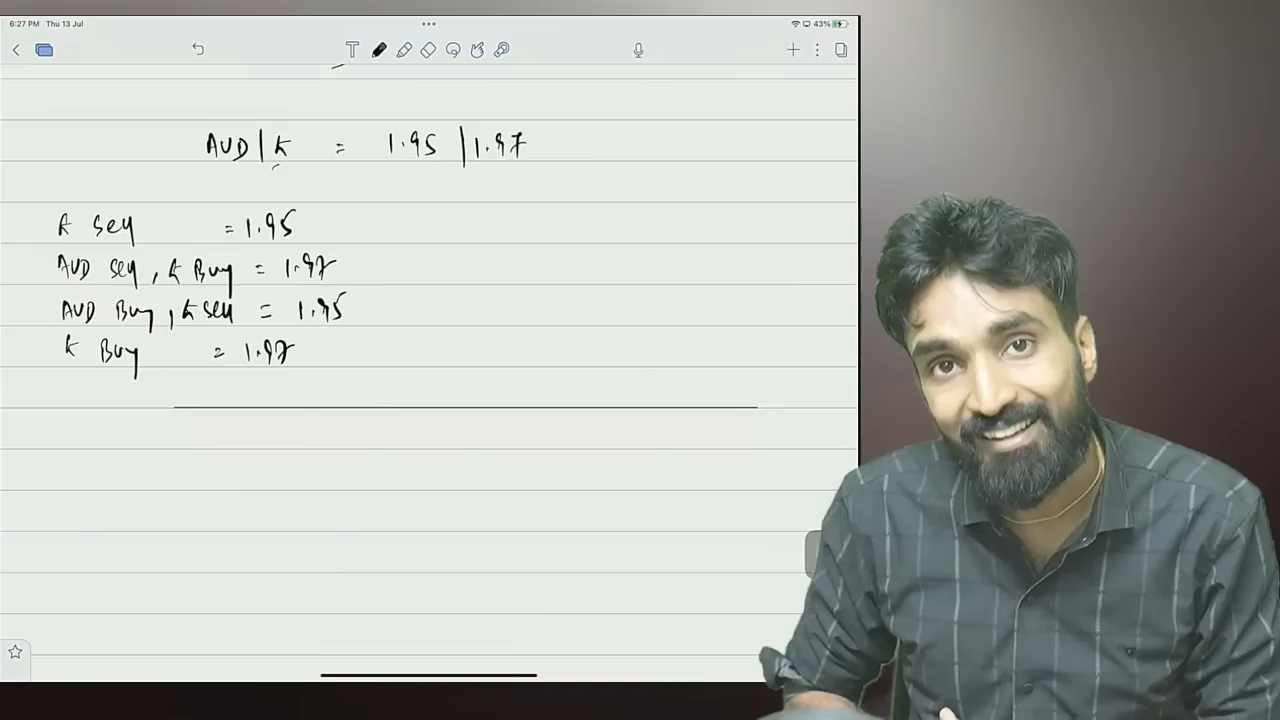 6:27 PM Thu 13 Jul
43%
T
AUD | K = 1.95 | 1.97
K Sell = 1.95
AUD Sell, K Buy = 1.97
AUD Buy, K Sell = 1.95
K Buy = 1.97